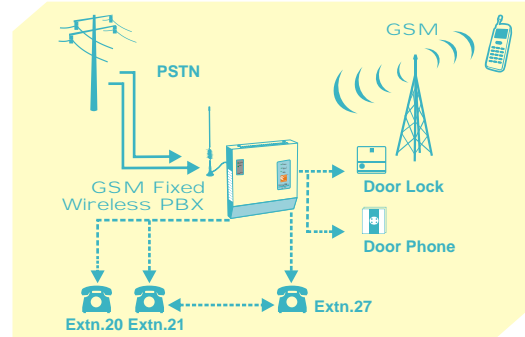 GSM
PSTN
GSM Fixed
Wireless PBX
Door Lock
Door Phone
Extn.20 Extn.21
Extn.27